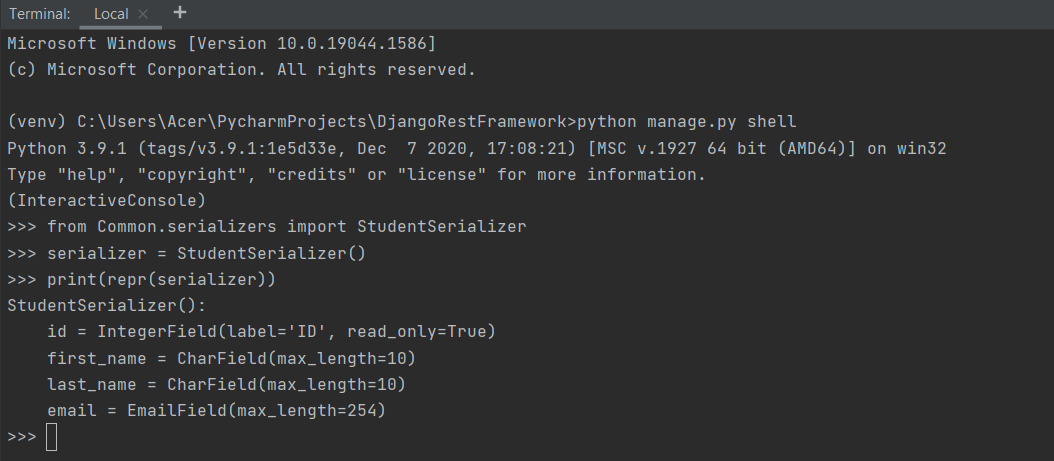 Terminal: Local × +
Microsoft Windows [Version 10.0.19044.1586]
(c) Microsoft Corporation. All rights reserved.
(venv) C:\Users\Acer\PycharmProjects\DjangoRestFramework>python manage.py shell
Python 3.9.1 (tags/v3.9.1:1e5d33e, Dec  7 2020, 17:08:21) [MSC v.1927 64 bit (AMD64)] on win32
Type "help", "copyright", "credits" or "license" for more information.
(InteractiveConsole)
>>> from Common.serializers import StudentSerializer
>>> serializer = StudentSerializer()
>>> print(repr(serializer))
StudentSerializer():
    id = IntegerField(label='ID', read_only=True)
    first_name = CharField(max_length=10)
    last_name = CharField(max_length=10)
    email = EmailField(max_length=254)
>>>